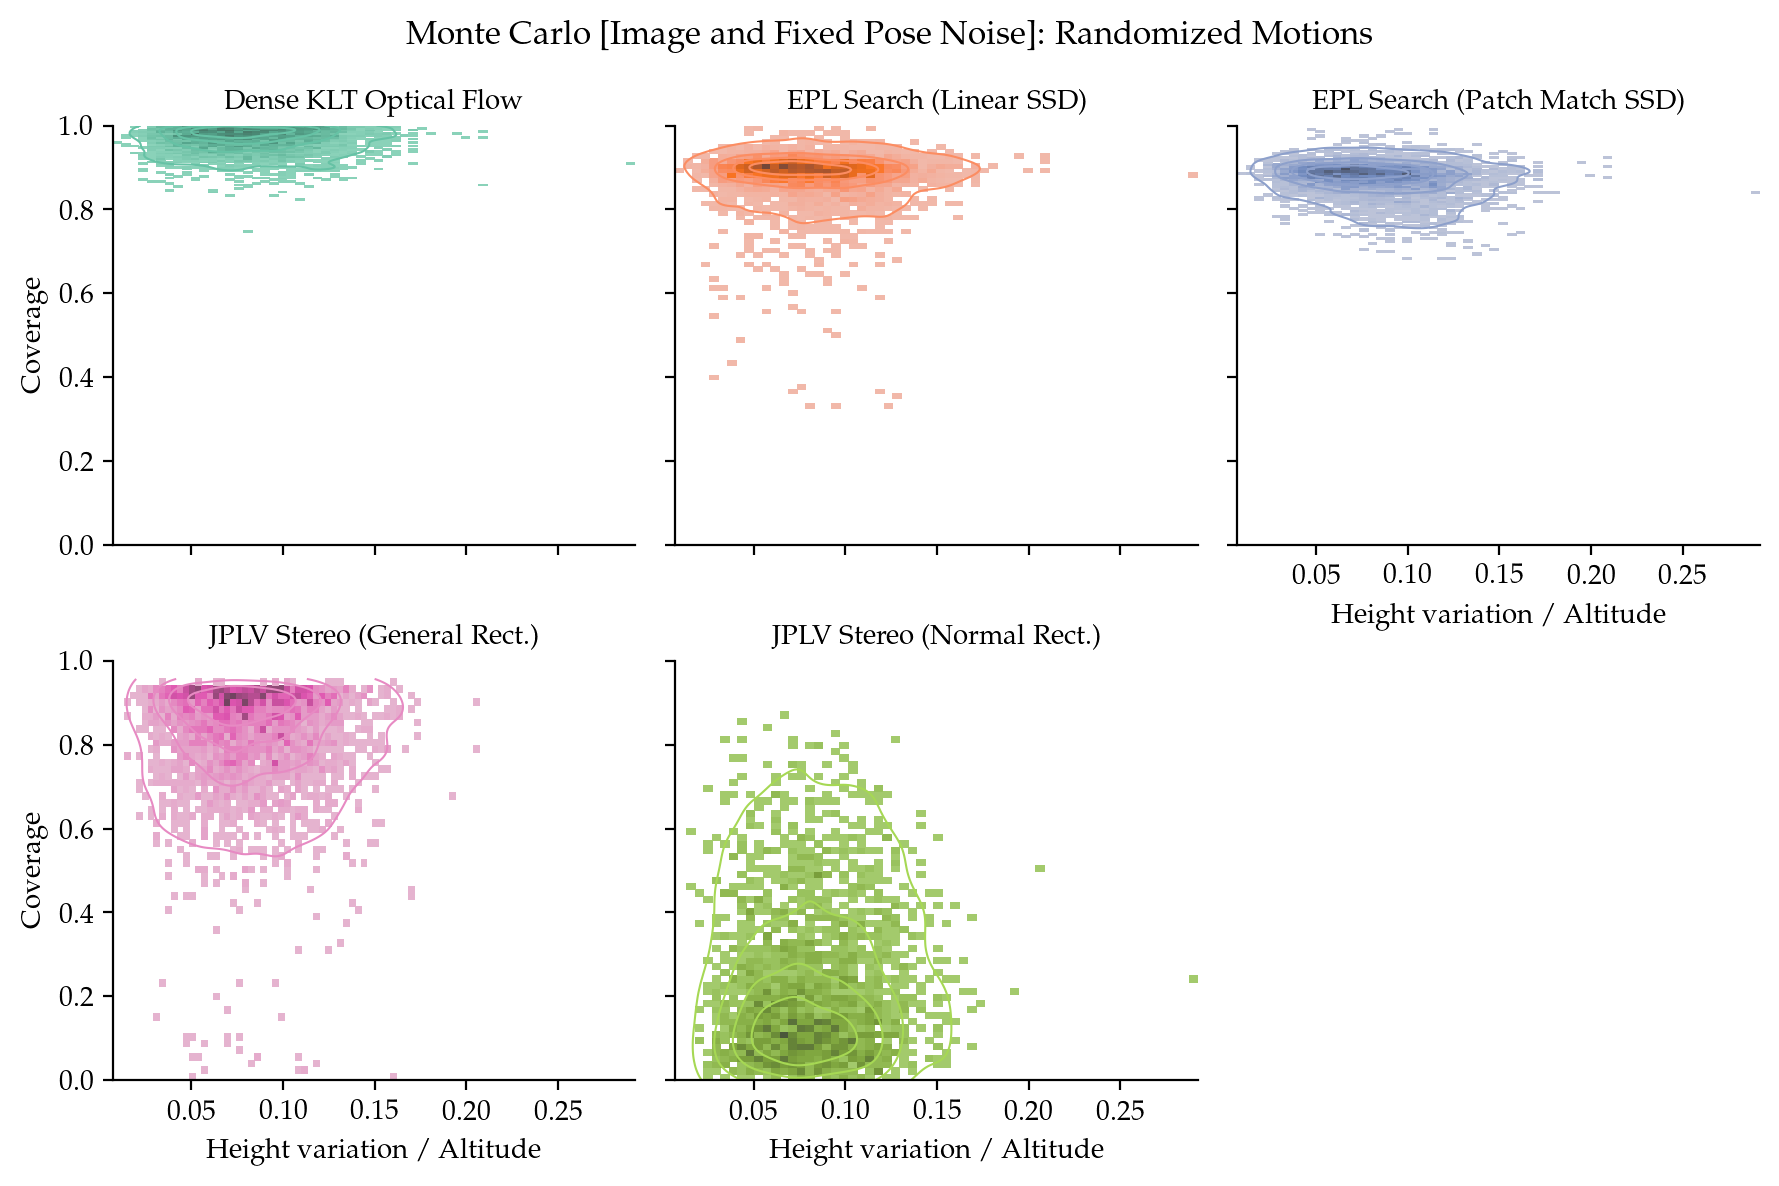 Monte Carlo [Image and Fixed Pose Noise]: Randomized Motions
Dense KLT Optical Flow
EPL Search (Linear SSD)
EPL Search (Patch Match SSD)
1.0
0.8
0.6
0.4
0.2
0.0
Coverage
0.05 0.10 0.15 0.20 0.25
Height variation / Altitude
JPLV Stereo (General Rect.)
JPLV Stereo (Normal Rect.)
1.0
0.8
0.6
0.4
0.2
0.0
Coverage
0.05 0.10 0.15 0.20 0.25
Height variation / Altitude
0.05 0.10 0.15 0.20 0.25
Height variation / Altitude